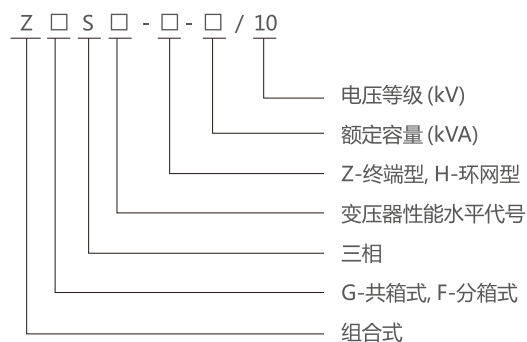 Z □ S □ - □ - □ / 10
电压等级 (kV)
额定容量 (kVA)
Z-终端型, H-环网型
变压器性能水平代号
三相
G-共箱式, F-分箱式
组合式